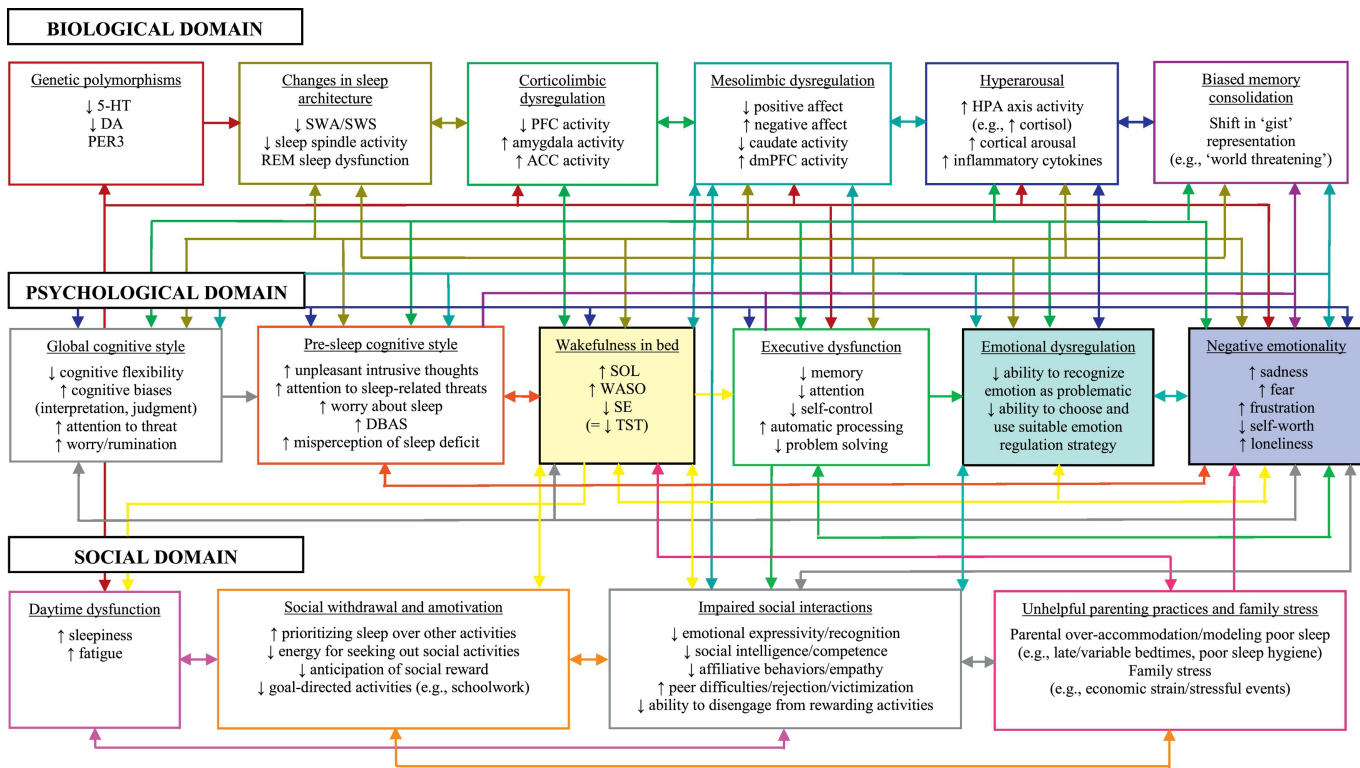 BIOLOGICAL DOMAIN
Genetic polymorphisms
↓ 5-HT
↓ DA
PER3
Changes in sleep
architecture
↓ SWA/SWS
↓ sleep spindle activity
REM sleep dysfunction
Corticolimbic
dysregulation
↓ PFC activity
↑ amygdala activity
↑ ACC activity
Mesolimbic dysregulation
↓ positive affect
↑ negative affect
↓ caudate activity
↑ dmPFC activity
Hyperarousal
↑ HPA axis activity
(e.g., ↑ cortisol)
↑ cortical arousal
↑ inflammatory cytokines
Biased memory
consolidation
Shift in ‘gist’
representation
(e.g., ‘world threatening’)
PSYCHOLOGICAL DOMAIN
Global cognitive style
↓ cognitive flexibility
↑ cognitive biases
(interpretation, judgment)
↑ attention to threat
↑ worry/rumination
Pre-sleep cognitive style
↑ unpleasant intrusive thoughts
↑ attention to sleep-related threats
↑ worry about sleep
↑ DBAS
↑ misperception of sleep deficit
Wakefulness in bed
↑ SOL
↑ WASO
↓ SE
(= ↓ TST)
Executive dysfunction
↓ memory
↓ attention
↓ self-control
↑ automatic processing
↓ problem solving
Emotional dysregulation
↓ ability to recognize
emotion as problematic
↓ ability to choose and
use suitable emotion
regulation strategy
Negative emotionality
↑ sadness
↑ fear
↑ frustration
↓ self-worth
↑ loneliness
SOCIAL DOMAIN
Daytime dysfunction
↑ sleepiness
↑ fatigue
Social withdrawal and amotivation
↑ prioritizing sleep over other activities
↓ energy for seeking out social activities
↓ anticipation of social reward
↓ goal-directed activities (e.g., schoolwork)
Impaired social interactions
↓ emotional expressivity/recognition
↓ social intelligence/competence
↓ affiliative behaviors/empathy
↑ peer difficulties/rejection/victimization
↓ ability to disengage from rewarding activities
Unhelpful parenting practices and family stress
Parental over-accommodation/modeling poor sleep
(e.g., late/variable bedtimes, poor sleep hygiene)
Family stress
(e.g., economic strain/stressful events)